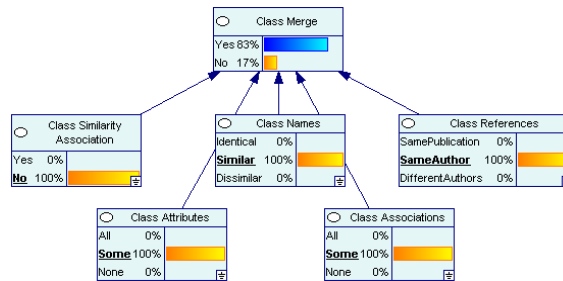 Class Merge
Yes 83%
No 17%
Class Similarity
Association
Yes 0%
No 100%
Class Names
Identical 0%
Similar 100%
Dissimilar 0%
Class References
SamePublication 0%
SameAuthor 100%
DifferentAuthors 0%
Class Attributes
All 0%
Some 100%
None 0%
Class Associations
All 0%
Some 100%
None 0%